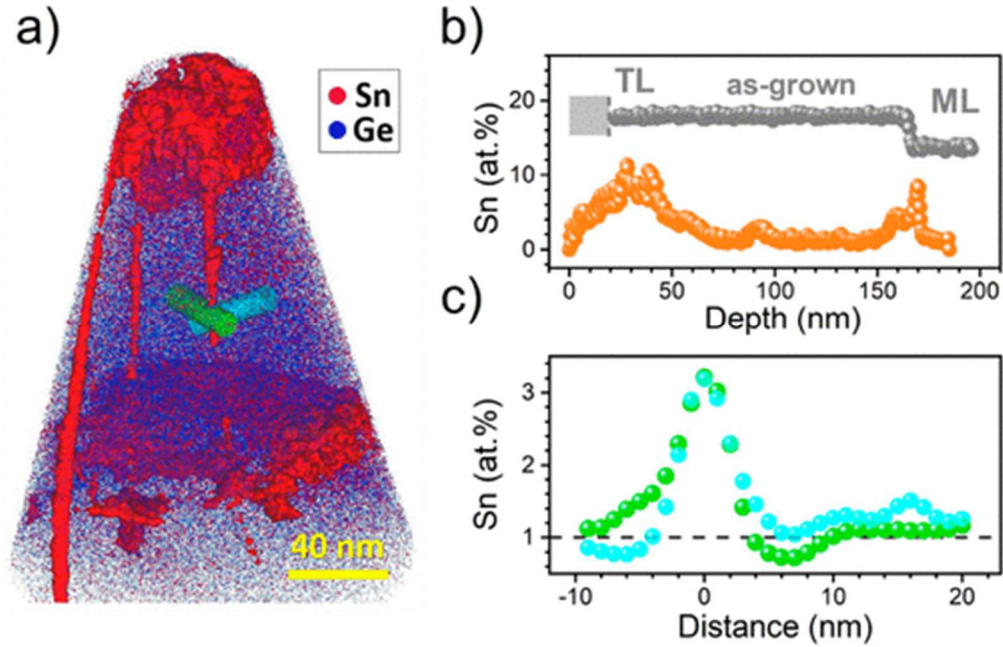 a)
Sn
Ge
40 nm
b)
TL
as-grown
ML
Sn (at.%)
20
10
0
0
50
100
150
200
Depth (nm)
c)
Sn (at.%)
3
2
1
-10
0
10
20
Distance (nm)